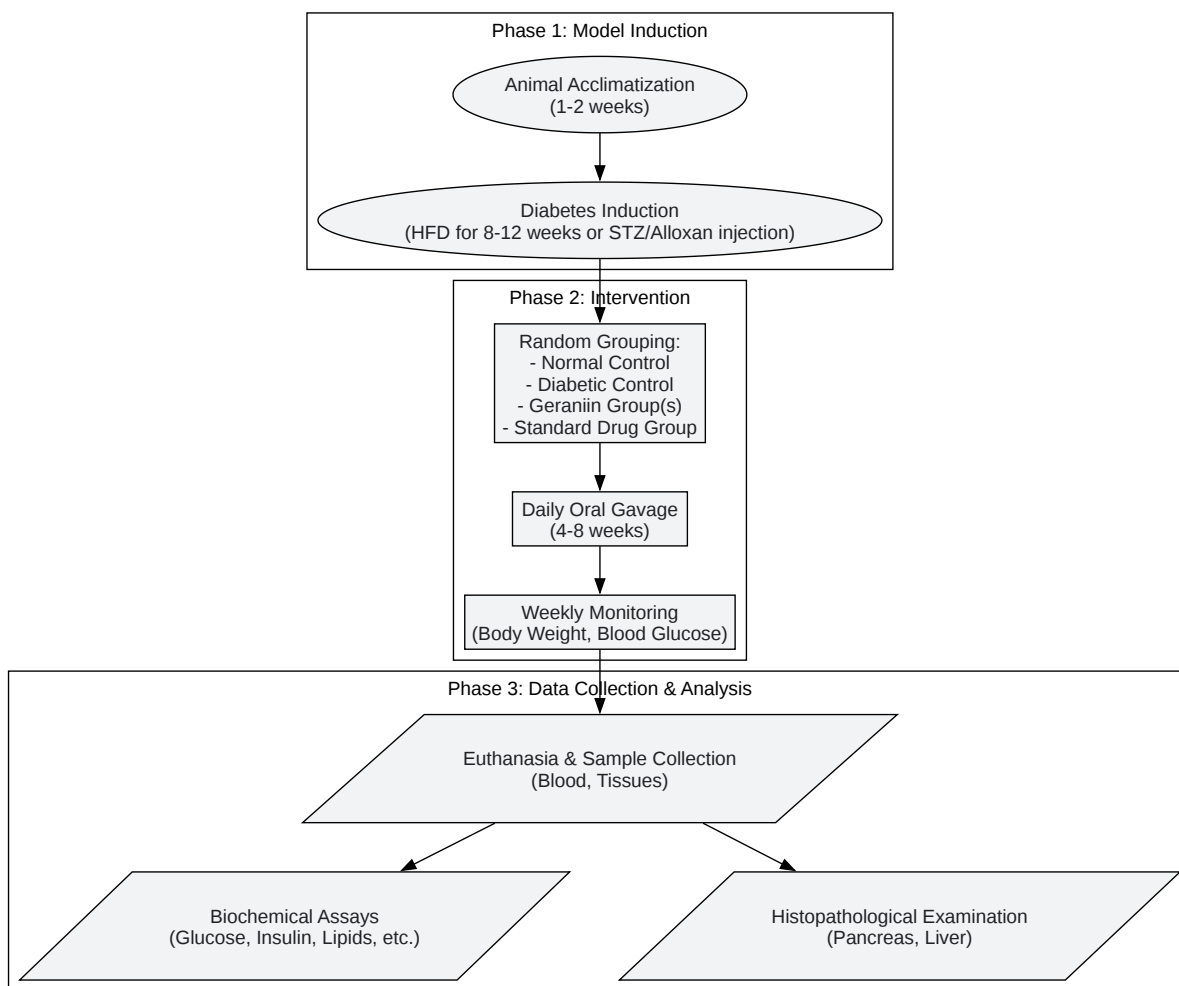 Phase 1: Model Induction
Animal Acclimatization
(1-2 weeks)
Diabetes Induction
(HFD for 8-12 weeks or STZ/Alloxan injection)
Phase 2: Intervention
Random Grouping:
- Normal Control
- Diabetic Control
- Geraniin Group(s)
- Standard Drug Group
Daily Oral Gavage
(4-8 weeks)
Weekly Monitoring
(Body Weight, Blood Glucose)
Phase 3: Data Collection & Analysis
Euthanasia & Sample Collection
(Blood, Tissues)
Biochemical Assays
(Glucose, Insulin, Lipids, etc.)
Histopathological Examination
(Pancreas, Liver)